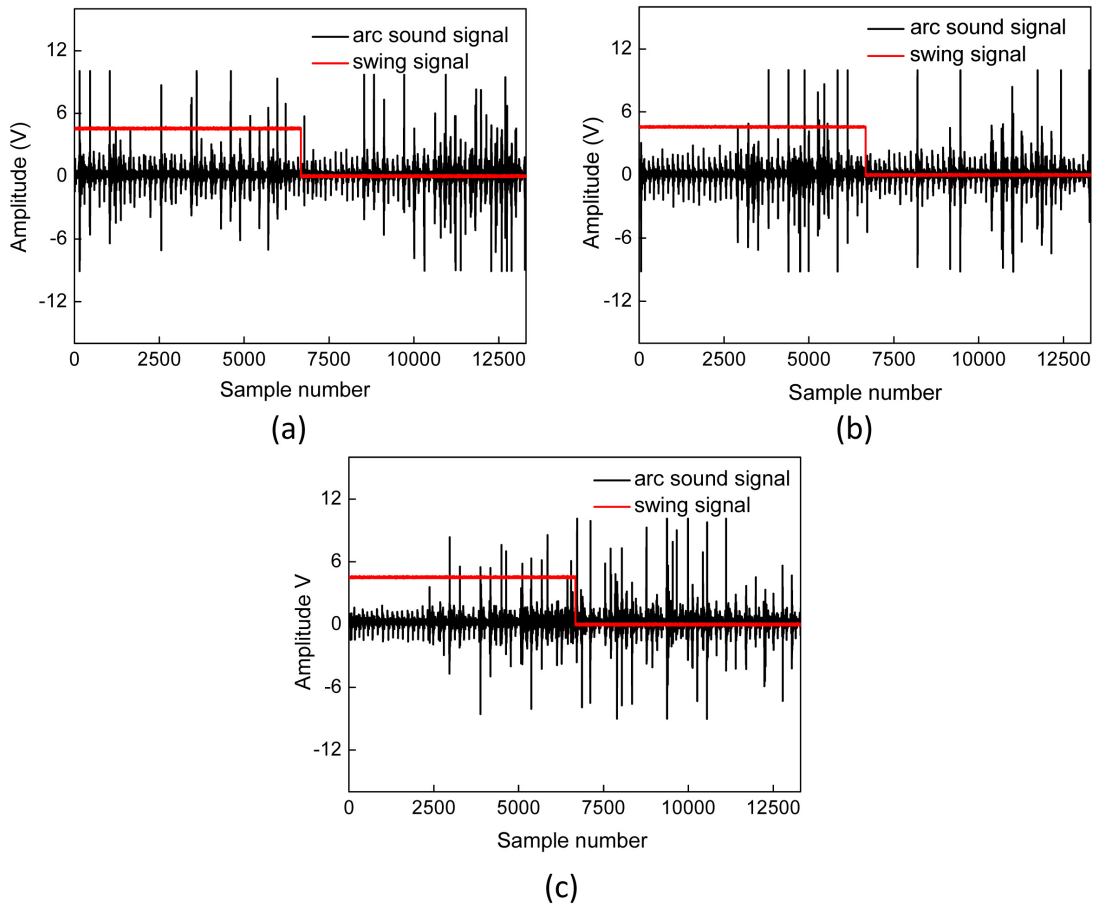 arc sound signal
swing signal
12
6
0
-6
-12
Amplitude (V)
0 2500 5000 7500 10000 12500
Sample number
(a)
arc sound signal
swing signal
12
6
0
-6
-12
Amplitude (V)
0 2500 5000 7500 10000 12500
Sample number
(b)
arc sound signal
swing signal
12
6
0
-6
-12
Amplitude V
0 2500 5000 7500 10000 12500
Sample number
(c)